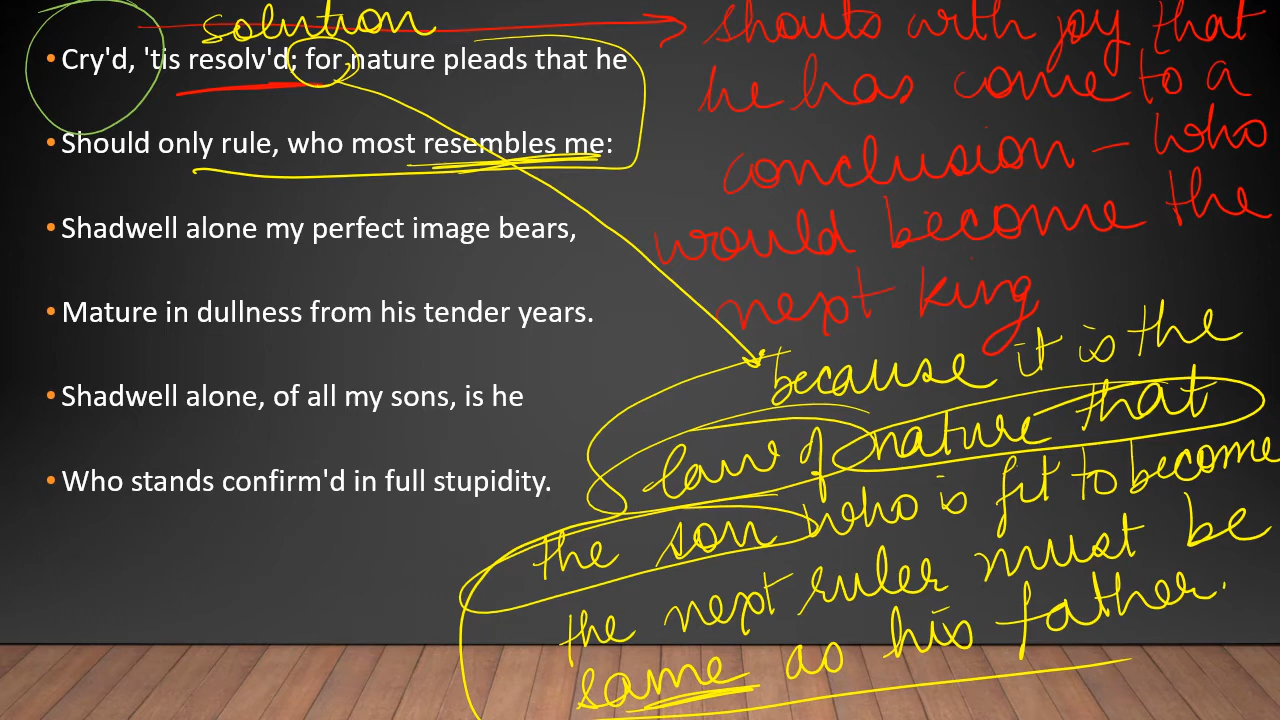 solution
• Cry'd, 'tis resolv'd; for nature pleads that he
• Should only rule, who most resembles me:
• Shadwell alone my perfect image bears,
• Mature in dullness from his tender years.
• Shadwell alone, of all my sons, is he
• Who stands confirm'd in full stupidity.
shouts with joy that
he has come to a
conclusion – who
would become the
next king
because it is the
law of nature that
the son who is fit to become
the next ruler must be
same as his father.